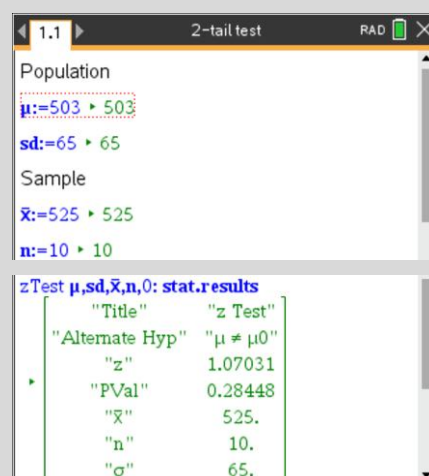 1.1 2-tail test RAD
Population
μ:=503 ▸ 503
sd:=65 ▸ 65
Sample
x̄:=525 ▸ 525
n:=10 ▸ 10
zTest μ,sd,x̄,n,0: stat.results
"Title" "z Test"
"Alternate Hyp" "μ ≠ μ0"
"z" 1.07031
▸ "PVal" 0.28448
"x̄" 525.
"n" 10.
"σ" 65.